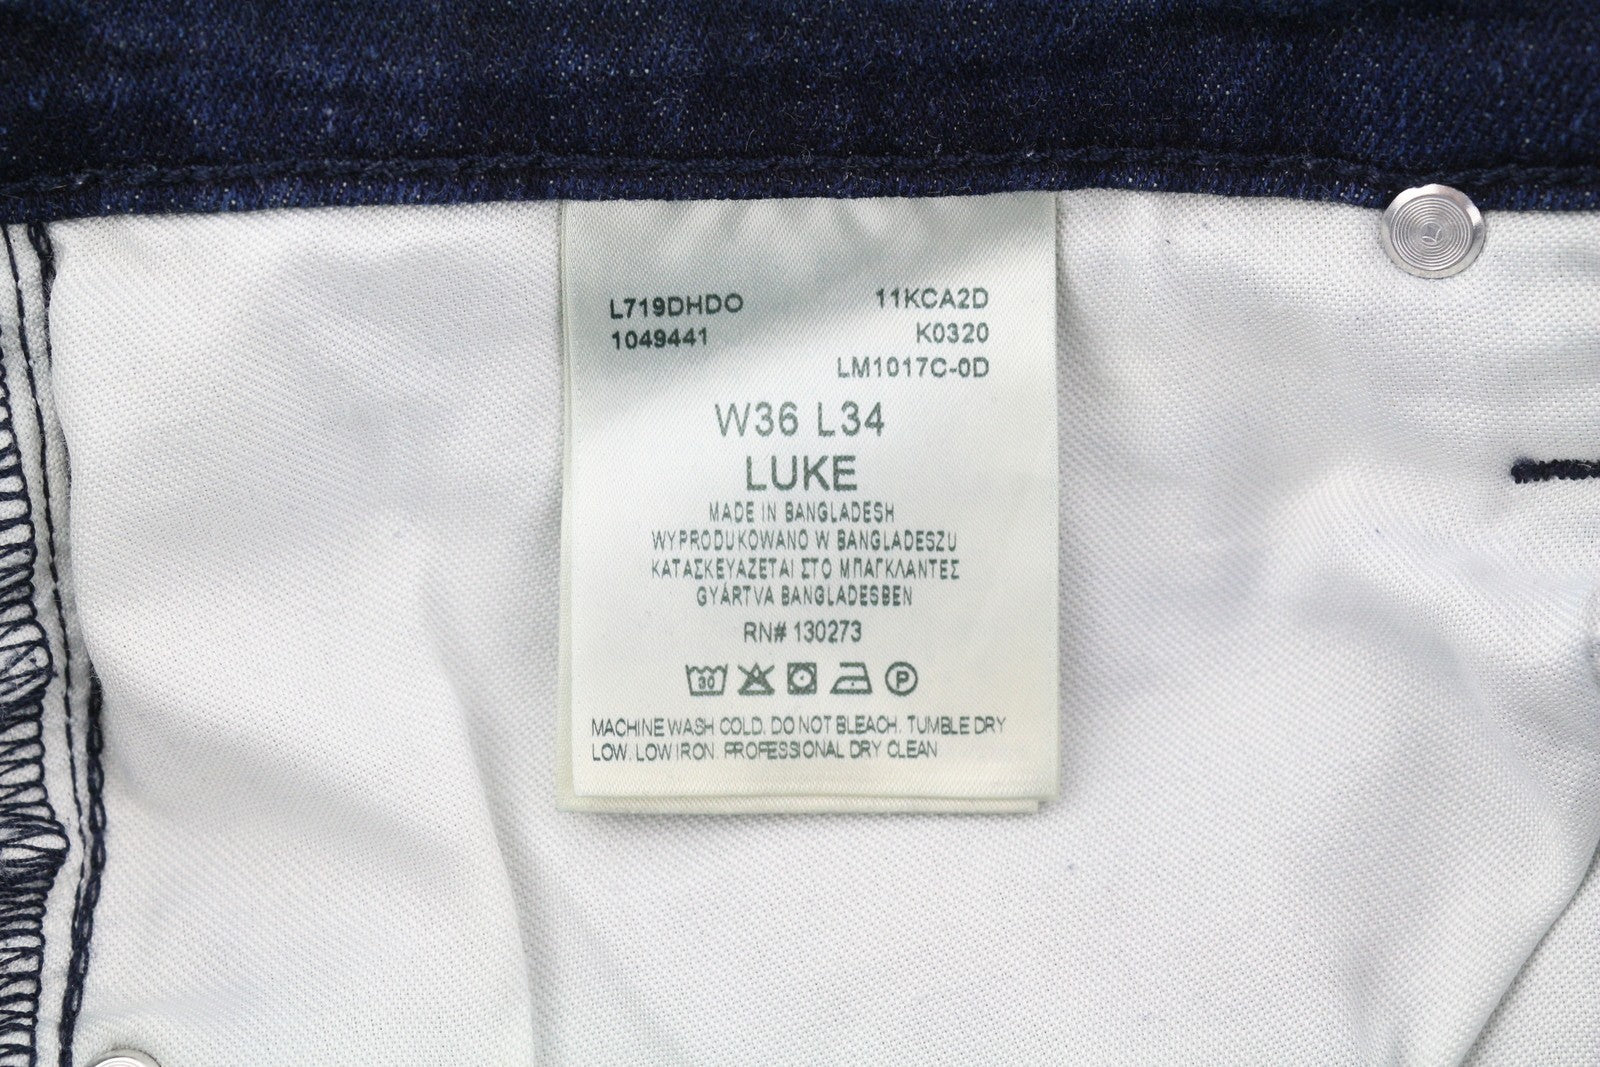 L719DHDO 11KCA2D
1049441 K0320
LM1017C-0D
W36 L34
LUKE
MADE IN BANGLADESH
WYPRODUKOWANO W BANGLADESZU
ΚΑΤΑΣΚΕΥΑΖΕΤΑΙ ΣΤΟ ΜΠΑΓΚΛΑΝΤΕΣ
GYÁRTVA BANGLADESBEN
RN# 130273
30 P
MACHINE WASH COLD. DO NOT BLEACH. TUMBLE DRY
LOW. LOW IRON. PROFESSIONAL DRY CLEAN